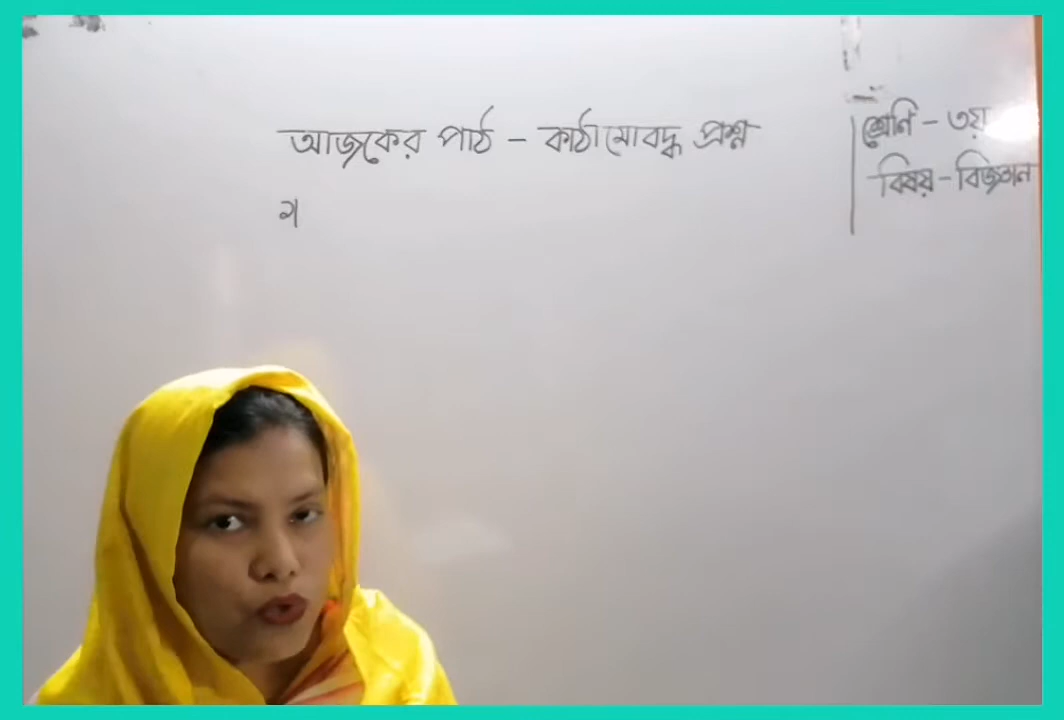 আজকের পাঠ – কাঠামোবদ্ধ প্রশ্ন
শ্রেণি – ৩য়
বিষয় – বিজ্ঞান